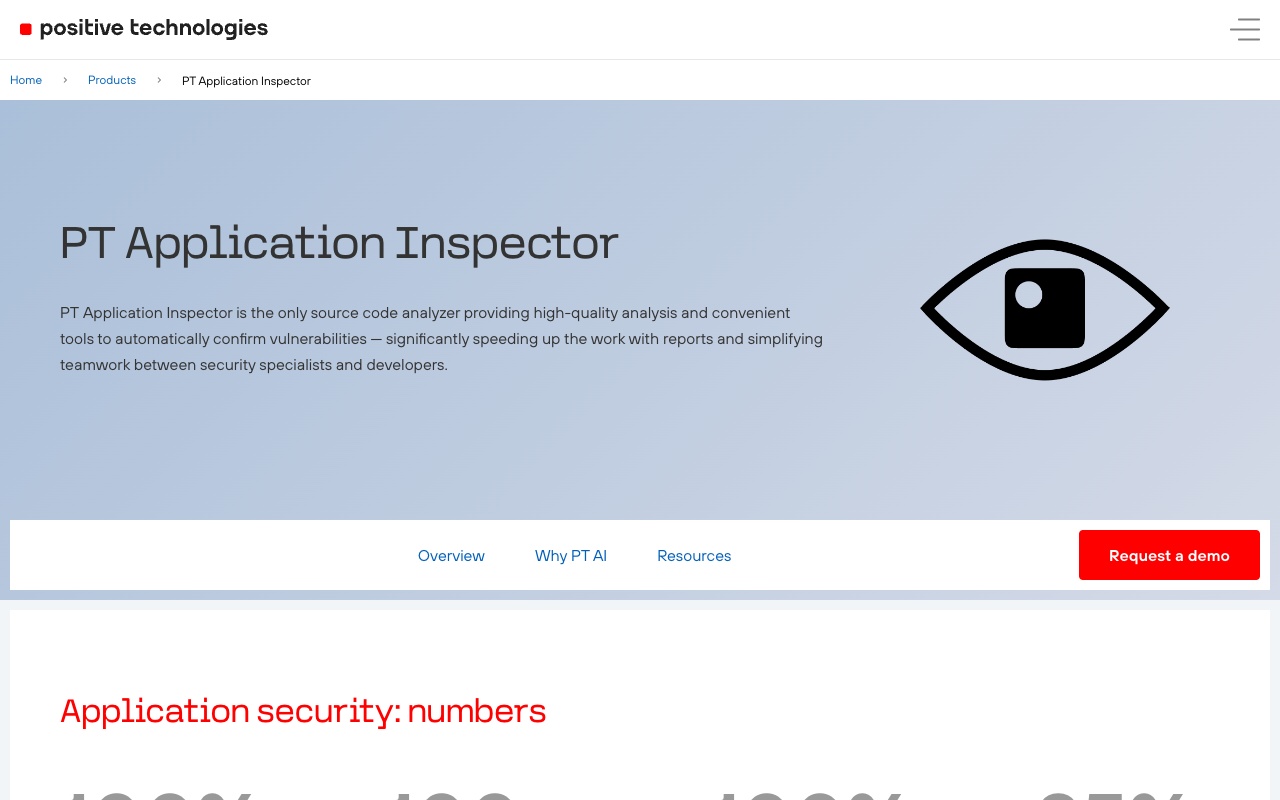 positive technologies
Home
Products
PT Application Inspector
PT Application Inspector
PT Application Inspector is the only source code analyzer providing high-quality analysis and convenient
tools to automatically confirm vulnerabilities — significantly speeding up the work with reports and simplifying
teamwork between security specialists and developers.
Overview
Why PT AI
Resources
Request a demo
Application security: numbers